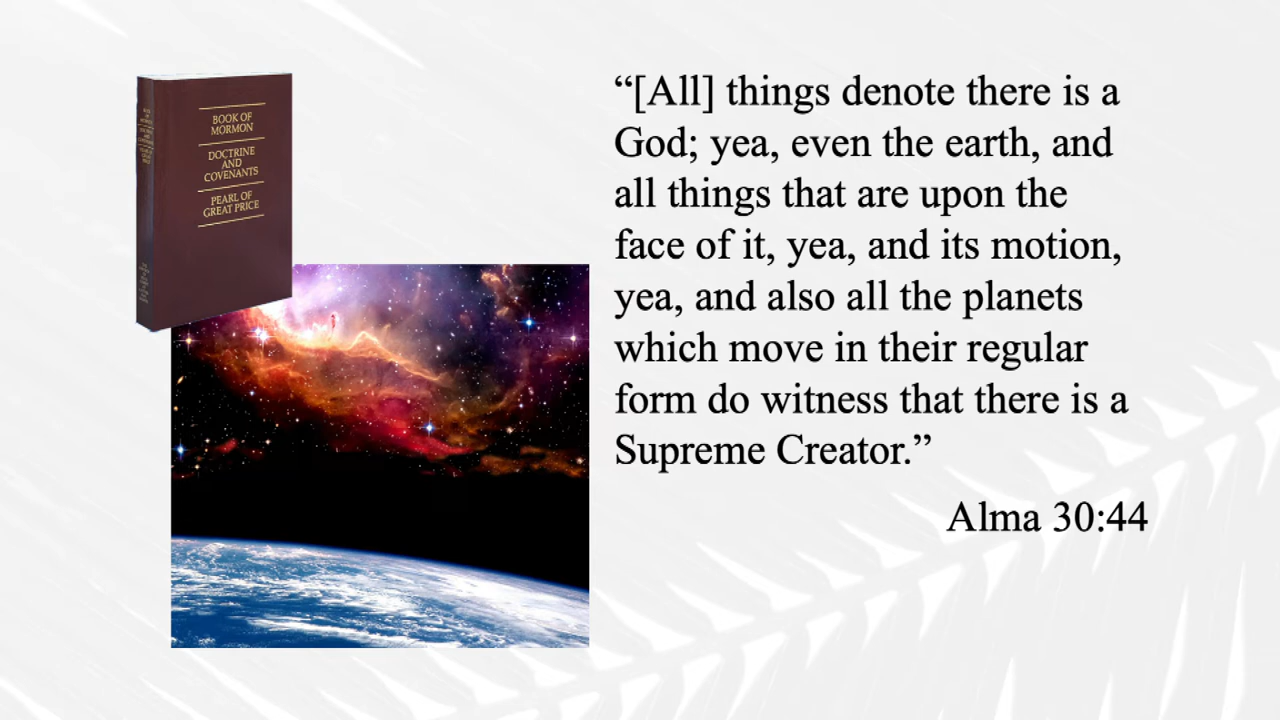 BOOK OF
MORMON
DOCTRINE
AND
COVENANTS
PEARL OF
GREAT PRICE
“[All] things denote there is a
God; yea, even the earth, and
all things that are upon the
face of it, yea, and its motion,
yea, and also all the planets
which move in their regular
form do witness that there is a
Supreme Creator.”
Alma 30:44